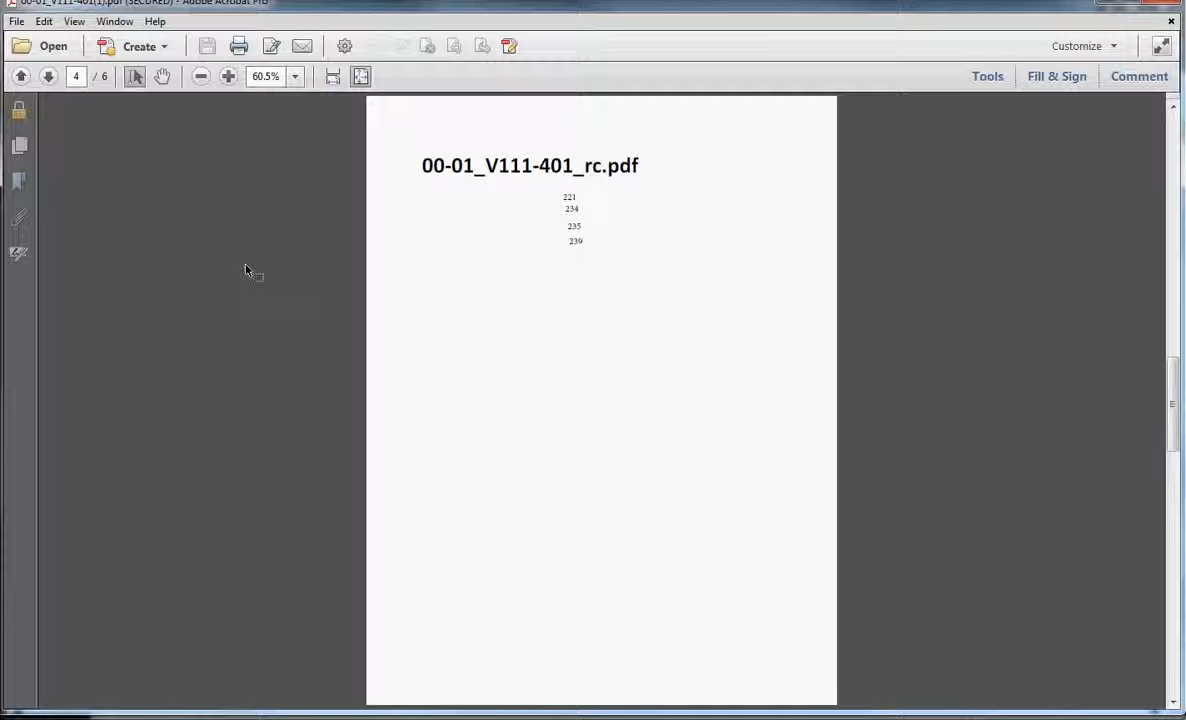 00-01_V111-401(1).pdf (SECURED) - Adobe Acrobat Pro
File Edit View Window Help
Open Create Customize
4 / 6 60.5% Tools Fill & Sign Comment
00-01_V111-401_rc.pdf
221
234
235
239